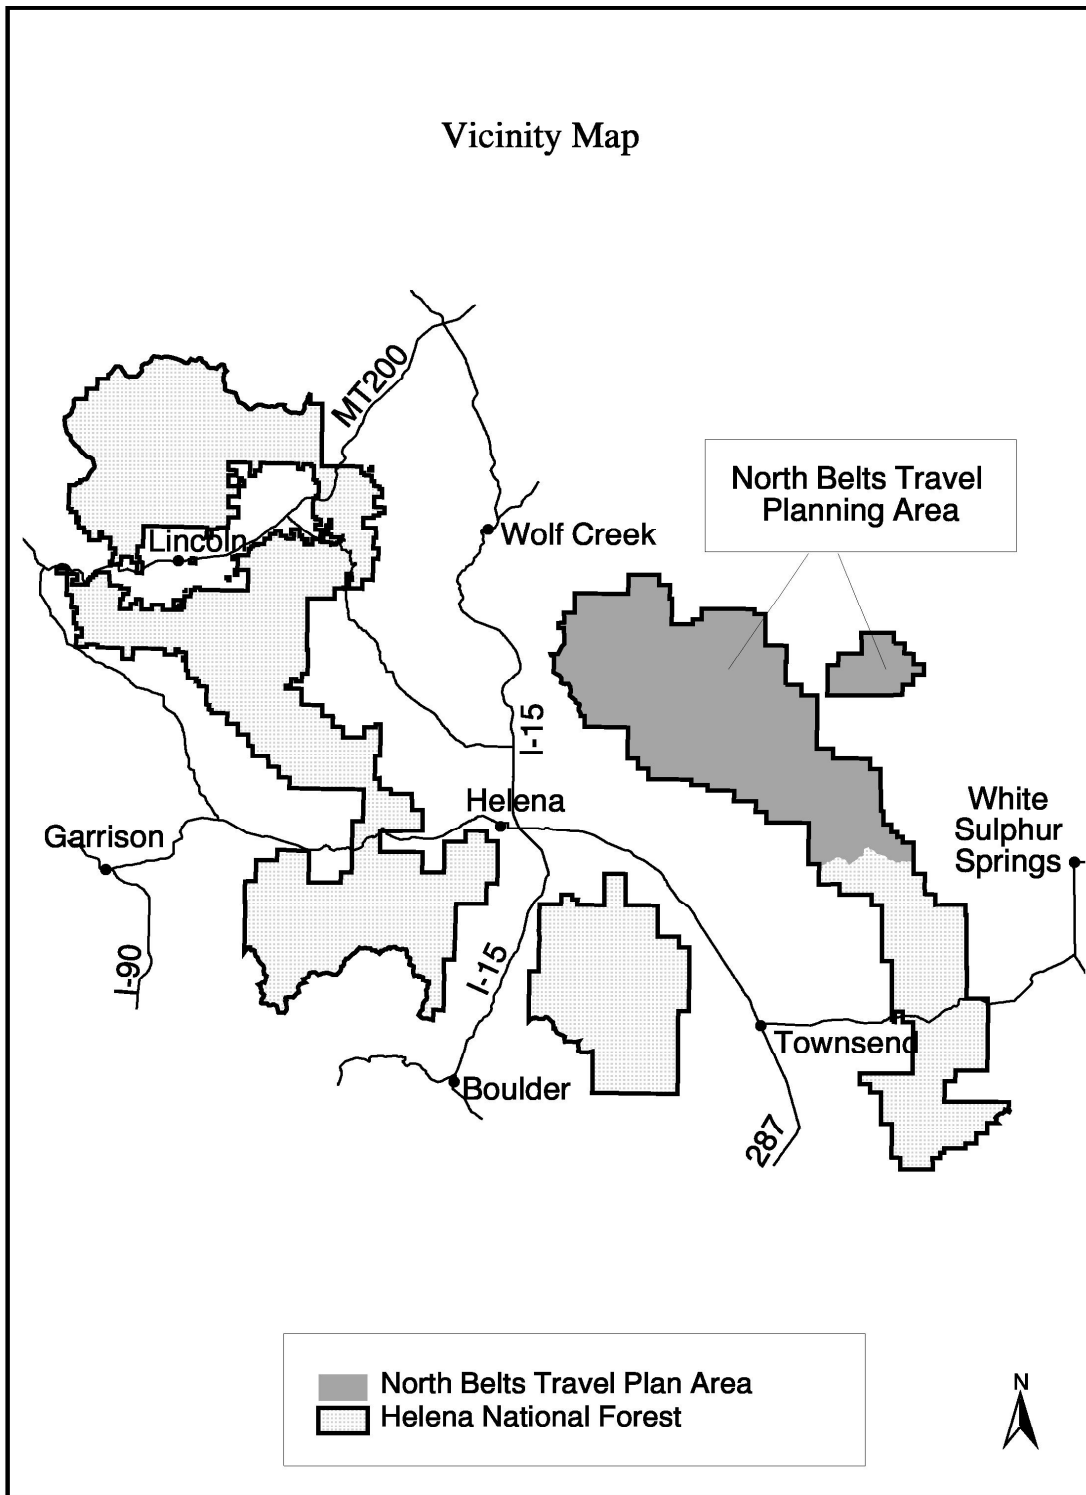 Vicinity Map
MT200
North Belts Travel
Planning Area
Wolf Creek
Lincoln
I-15
Helena
White
Sulphur
Springs
Garrison
I-90
I-15
Townsend
Boulder
287
North Belts Travel Plan Area
Helena National Forest
N